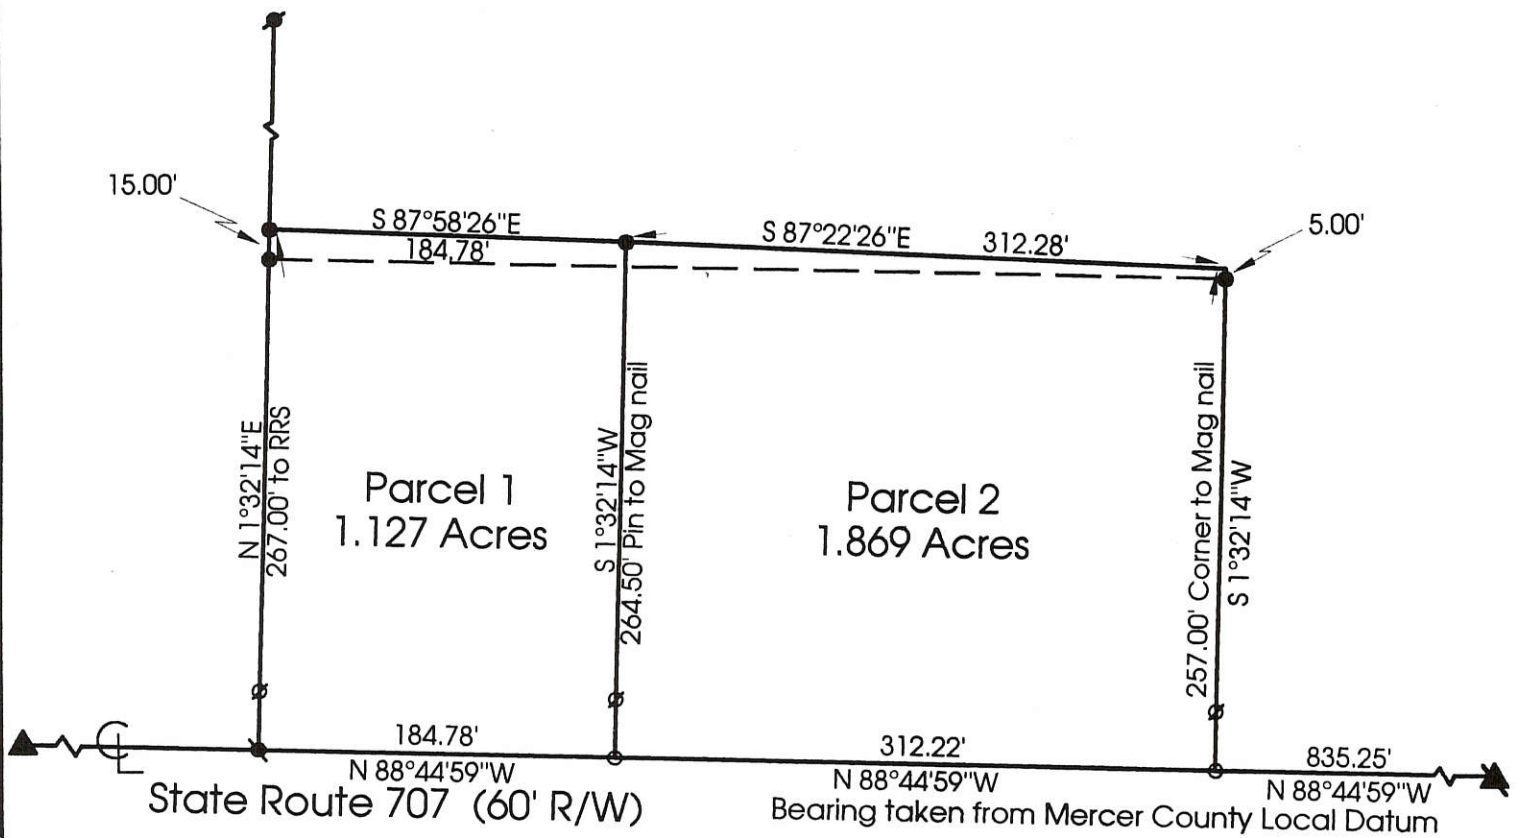 15.00'
S 87°58'26"E
184.78'
S 87°22'26"E 312.28'
5.00'
N 1°32'14"E
267.00' to RRS
Parcel 1
1.127 Acres
S 1°32'14"W
264.50' Pin to Mag nail
Parcel 2
1.869 Acres
257.00' Corner to Mag nail
S 1°32'14"W
184.78'
N 88°44'59"W
312.22'
N 88°44'59"W
835.25'
N 88°44'59"W
CL
State Route 707 (60' R/W)
Bearing taken from Mercer County Local Datum